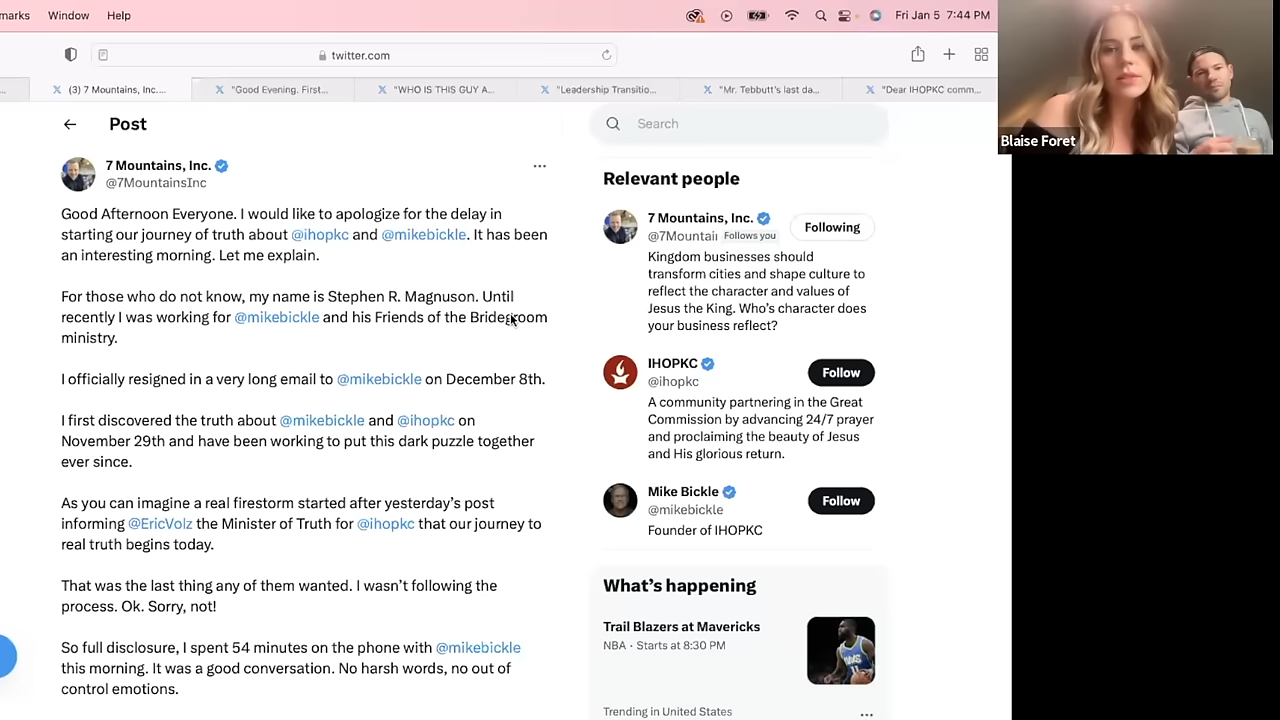 marks Window Help Fri Jan 5 7:44 PM
twitter.com
(3) 7 Mountains, Inc.... "Good Evening. First... "WHO IS THIS GUY A... "Leadership Transitio... "Mr. Tebbutt's last da... "Dear IHOPKC comm...
Blaise Foret
Post
7 Mountains, Inc.
@7MountainsInc
Good Afternoon Everyone. I would like to apologize for the delay in
starting our journey of truth about @ihopkc and @mikebickle. It has been
an interesting morning. Let me explain.
For those who do not know, my name is Stephen R. Magnuson. Until
recently I was working for @mikebickle and his Friends of the Bridegroom
ministry.
I officially resigned in a very long email to @mikebickle on December 8th.
I first discovered the truth about @mikebickle and @ihopkc on
November 29th and have been working to put this dark puzzle together
ever since.
As you can imagine a real firestorm started after yesterday's post
informing @EricVolz the Minister of Truth for @ihopkc that our journey to
real truth begins today.
That was the last thing any of them wanted. I wasn't following the
process. Ok. Sorry, not!
So full disclosure, I spent 54 minutes on the phone with @mikebickle
this morning. It was a good conversation. No harsh words, no out of
control emotions.
Search
Relevant people
7 Mountains, Inc.
@7Mountai Follows you
Following
Kingdom businesses should
transform cities and shape culture to
reflect the character and values of
Jesus the King. Who's character does
your business reflect?
IHOPKC
@ihopkc
Follow
A community partnering in the Great
Commission by advancing 24/7 prayer
and proclaiming the beauty of Jesus
and His glorious return.
Mike Bickle
@mikebickle
Follow
Founder of IHOPKC
What's happening
Trail Blazers at Mavericks
NBA · Starts at 8:30 PM
Trending in United States